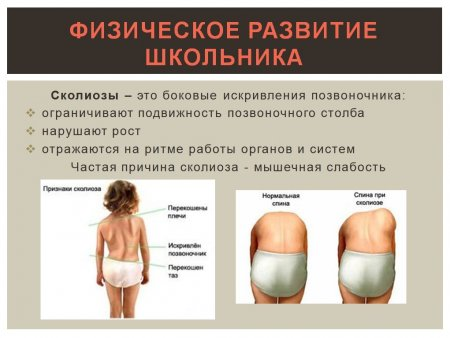 ФИЗИЧЕСКОЕ РАЗВИТИЕ
ШКОЛЬНИКА
Сколиозы – это боковые искривления позвоночника:
ограничивают подвижность позвоночного столба
нарушают рост
отражаются на ритме работы органов и систем
Частая причина сколиоза - мышечная слабость
Признаки сколиоза
Перекошены
плечи
Искривлён
позвоночник
Перекошен
таз
Нормальная
спина
Спина при
сколиозе